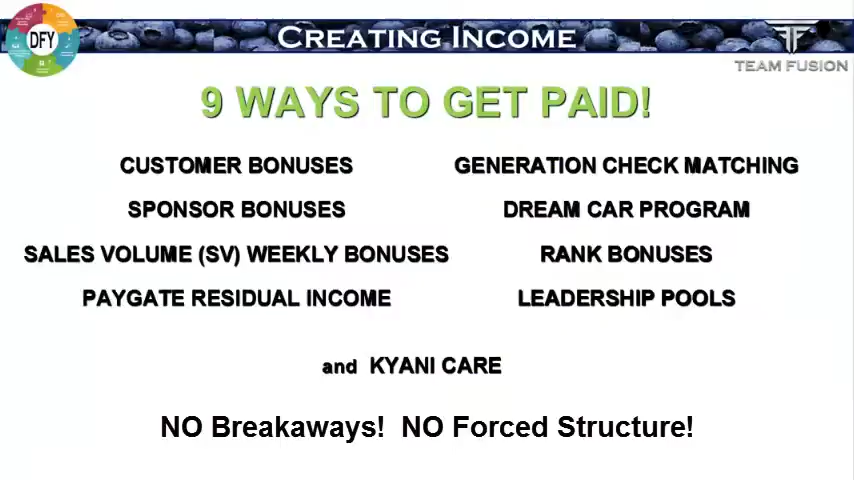 DFY
CREATING INCOME
TEAM FUSION
9 WAYS TO GET PAID!
CUSTOMER BONUSES
SPONSOR BONUSES
SALES VOLUME (SV) WEEKLY BONUSES
PAYGATE RESIDUAL INCOME
GENERATION CHECK MATCHING
DREAM CAR PROGRAM
RANK BONUSES
LEADERSHIP POOLS
and KYANI CARE
NO Breakaways! NO Forced Structure!